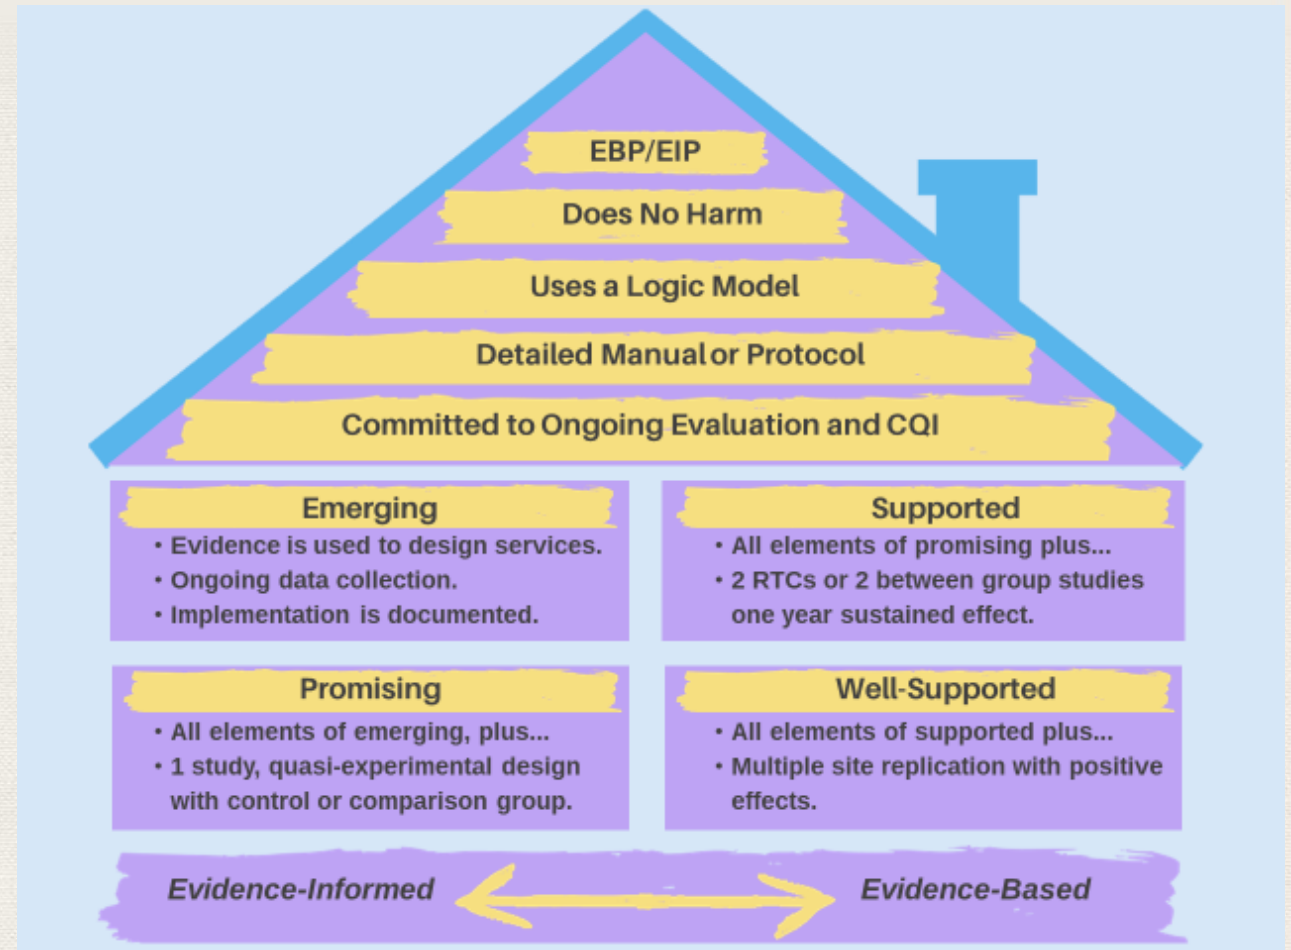 EBP/EIP
Does No Harm
Uses a Logic Model
Detailed Manual or Protocol
Committed to Ongoing Evaluation and CQI
Emerging
• Evidence is used to design services.
• Ongoing data collection.
• Implementation is documented.
Supported
• All elements of promising plus...
• 2 RTCs or 2 between group studies
one year sustained effect.
Promising
• All elements of emerging, plus...
• 1 study, quasi-experimental design
with control or comparison group.
Well-Supported
• All elements of supported plus...
• Multiple site replication with positive
effects.
Evidence-Informed
Evidence-Based